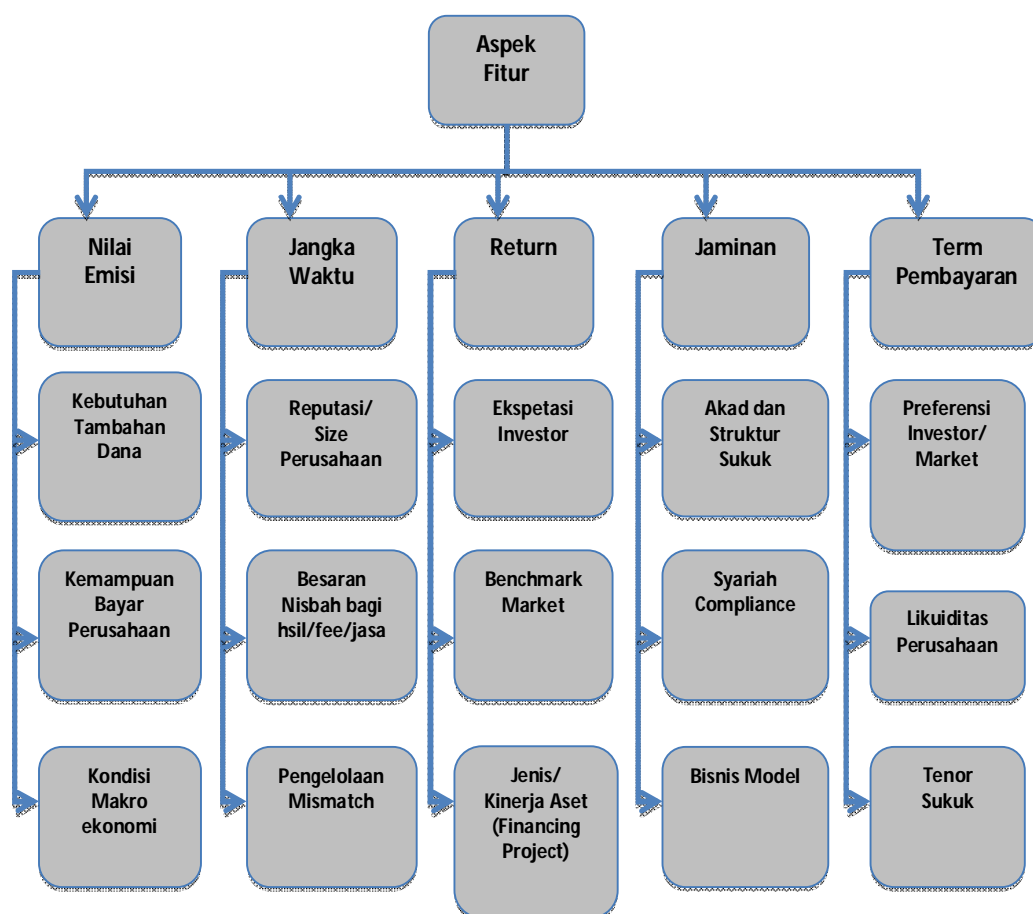 Aspek
Fitur
Nilai
Emisi
Jangka
Waktu
Return
Jaminan
Term
Pembayaran
Kebutuhan
Tambahan
Dana
Reputasi/
Size
Perusahaan
Ekspetasi
Investor
Akad dan
Struktur
Sukuk
Preferensi
Investor/
Market
Kemampuan
Bayar
Perusahaan
Besaran
Nisbah bagi
hsil/fee/jasa
Benchmark
Market
Syariah
Compliance
Likuiditas
Perusahaan
Kondisi
Makro
ekonomi
Pengelolaan
Mismatch
Jenis/
Kinerja Aset
(Financing
Project)
Bisnis Model
Tenor
Sukuk